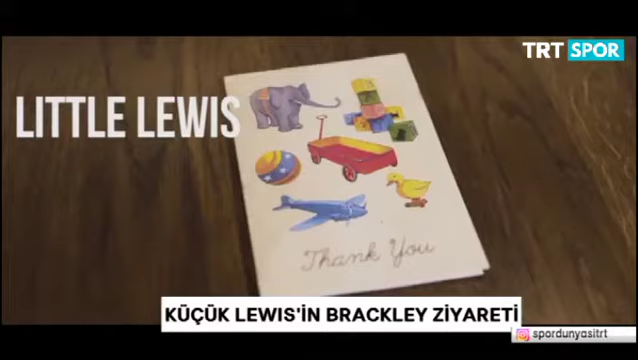 TRT SPOR
LITTLE LEWIS
Thank You
KÜÇÜK LEWIS'İN BRACKLEY ZİYARETİ
spordunyasitrt